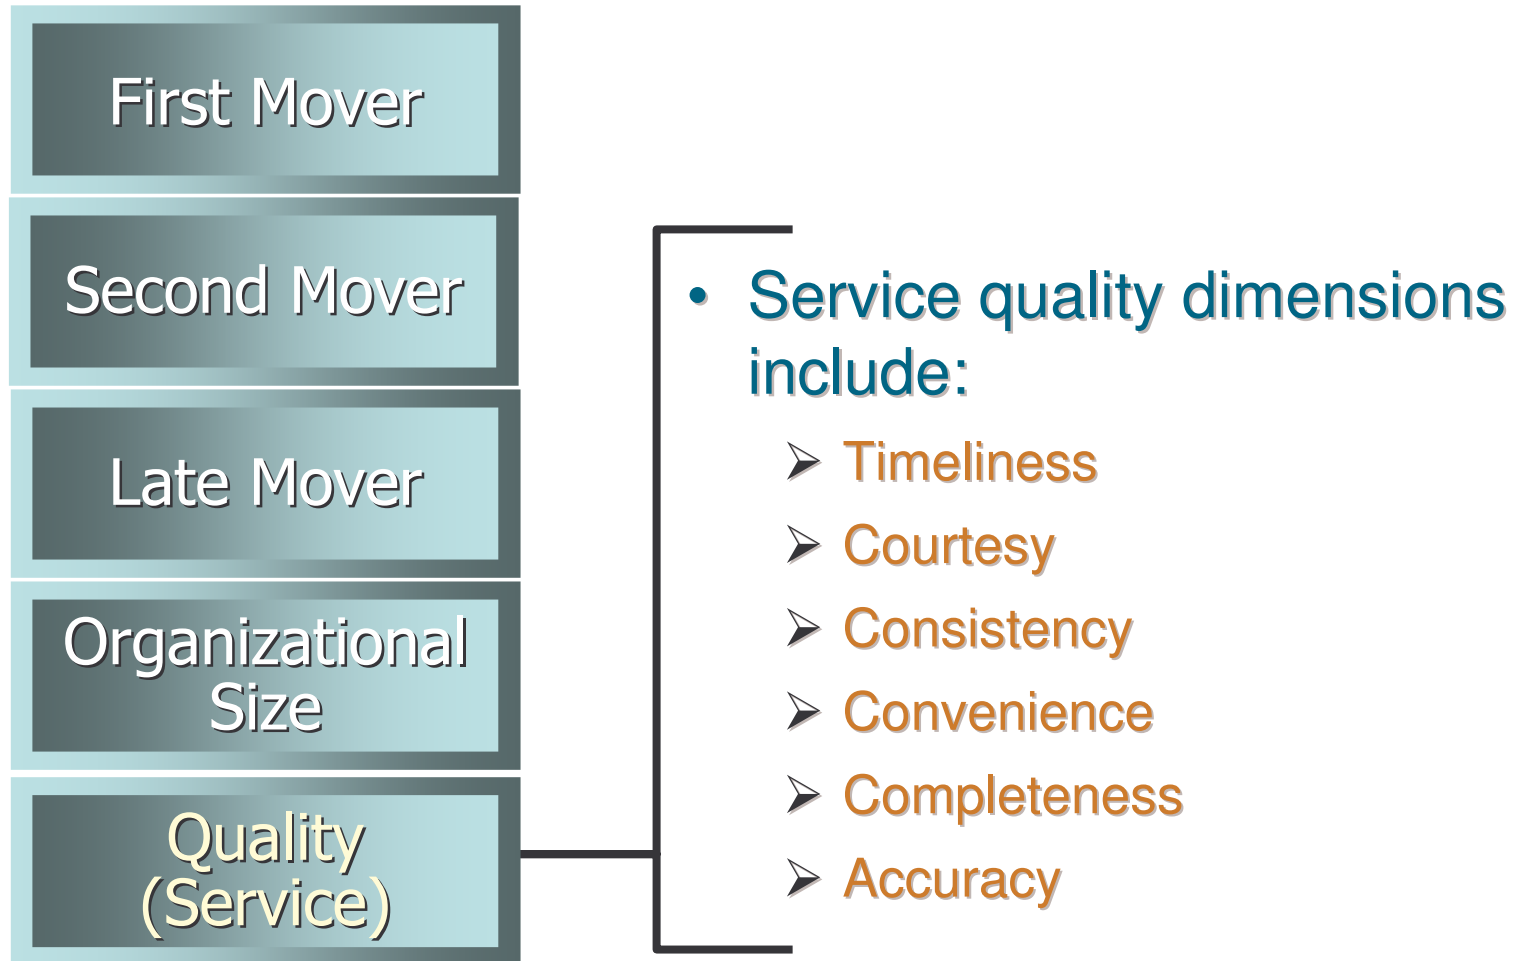 First Mover
Second Mover
Late Mover
Organizational
Size
Quality
(Service)
• Service quality dimensions
include:
➢ Timeliness
➢ Courtesy
➢ Consistency
➢ Convenience
➢ Completeness
➢ Accuracy